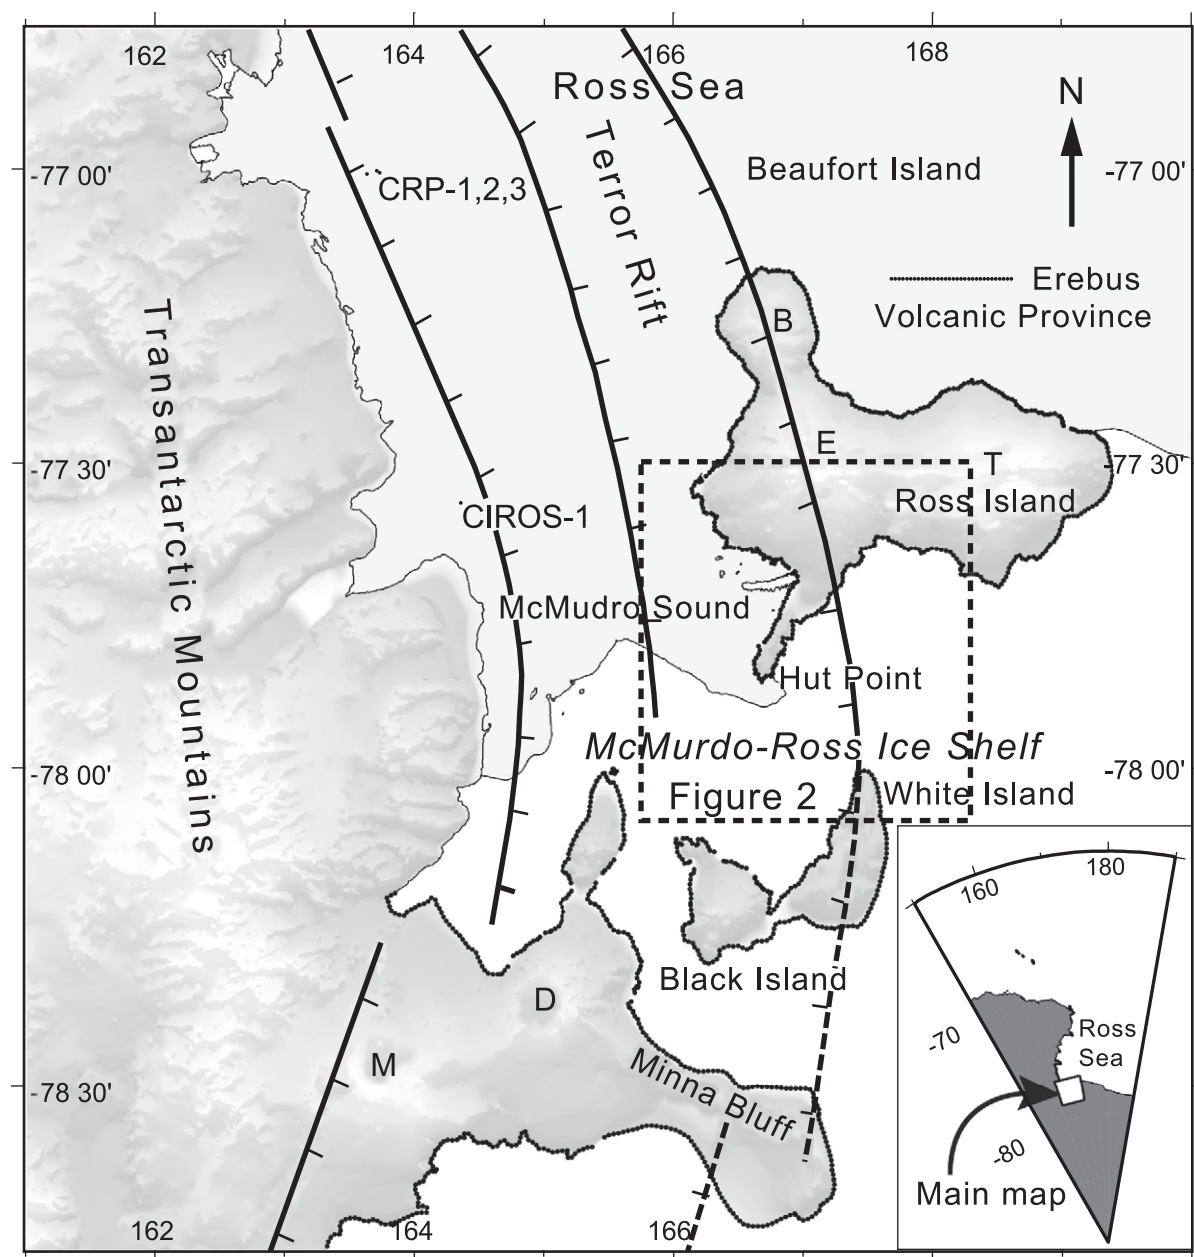 162
164
166
168
Ross Sea
N
Terror Rift
-77 00'
CRP-1,2,3
Beaufort Island
-77 00'
Erebus
Volcanic Province
Transantarctic Mountains
B
E
T
-77 30'
-77 30'
Ross Island
CIROS-1
McMudro Sound
Hut Point
McMurdo-Ross Ice Shelf
-78 00'
-78 00'
Figure 2
White Island
Black Island
D
M
Minna Bluff
-78 30'
162
164
166
160
180
-70
Ross
Sea
-80
Main map